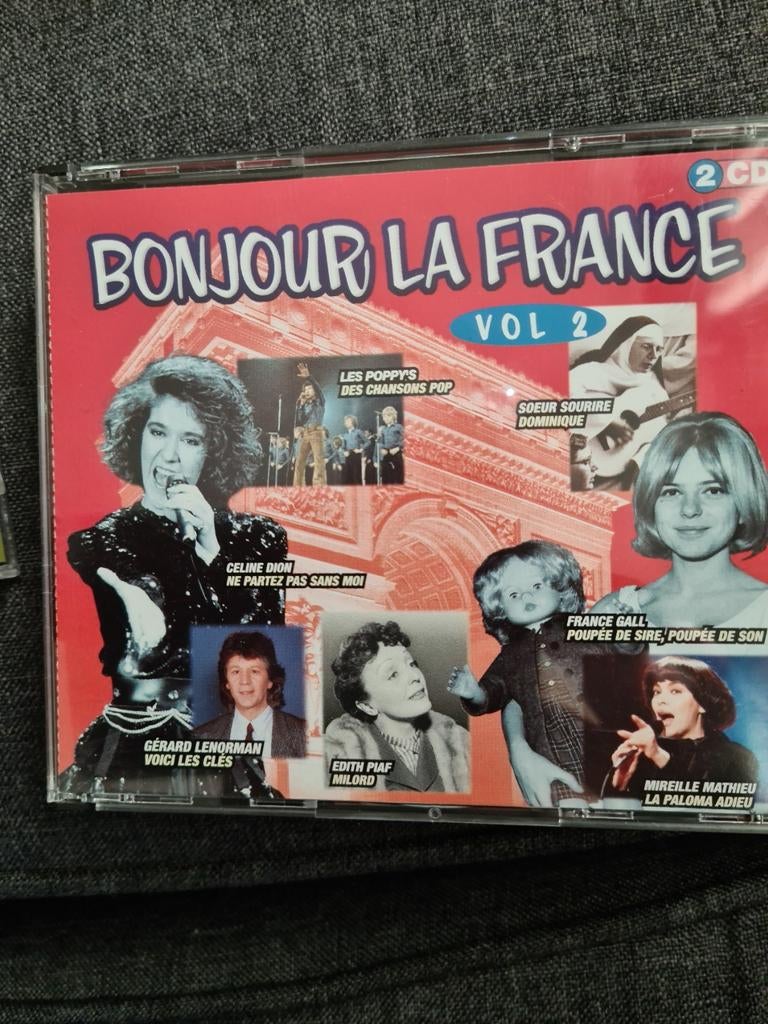 2 CD
BONJOUR LA FRANCE
VOL 2
LES POPPY'S
DES CHANSONS POP
SOEUR SOURIRE
DOMINIQUE
CELINE DION
NE PARTEZ PAS SANS MOI
FRANCE GALL
POUPÉE DE SIRE, POUPÉE DE SON
GÉRARD LENORMAN
VOICI LES CLÉS
EDITH PIAF
MILORD
MIREILLE MATHIEU
LA PALOMA ADIEU